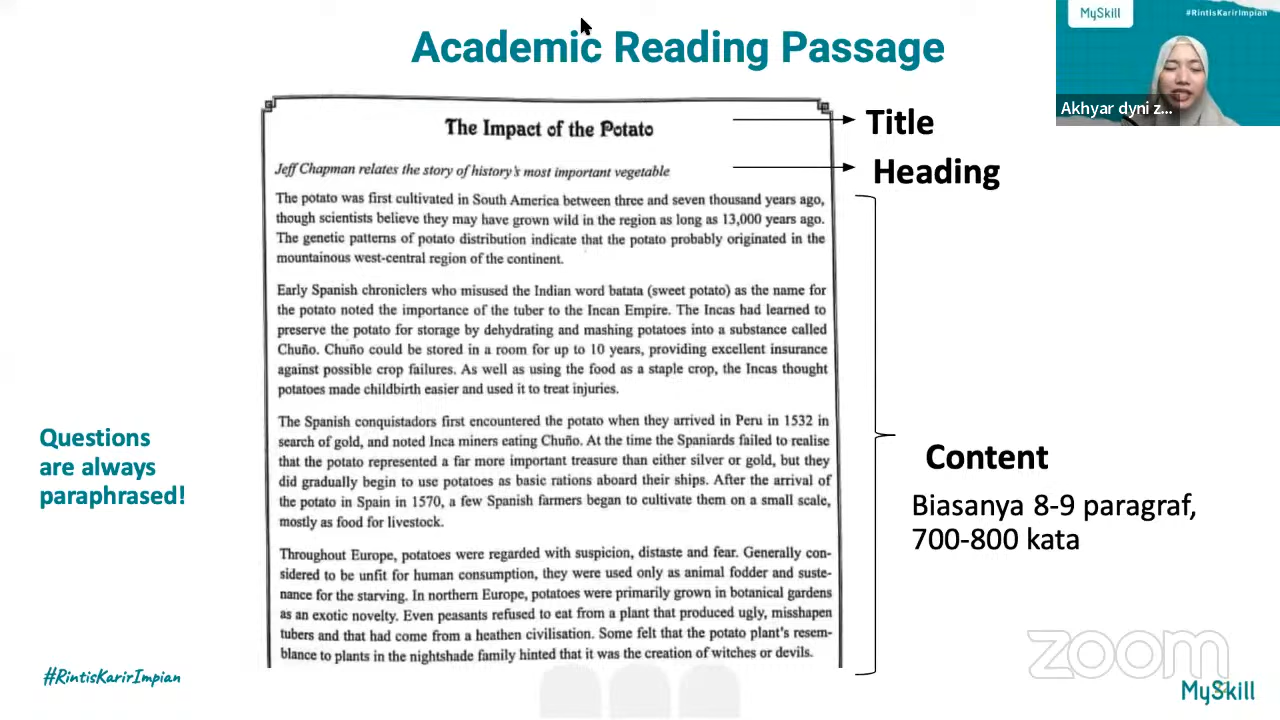 Academic Reading Passage
MySkill
#RintisKarirImpian
Akhyar dyni z...
The Impact of the Potato
Title
Jeff Chapman relates the story of history's most important vegetable
Heading
The potato was first cultivated in South America between three and seven thousand years ago,
though scientists believe they may have grown wild in the region as long as 13,000 years ago.
The genetic patterns of potato distribution indicate that the potato probably originated in the
mountainous west-central region of the continent.
Early Spanish chroniclers who misused the Indian word batata (sweet potato) as the name for
the potato noted the importance of the tuber to the Incan Empire. The Incas had learned to
preserve the potato for storage by dehydrating and mashing potatoes into a substance called
Chuño. Chuño could be stored in a room for up to 10 years, providing excellent insurance
against possible crop failures. As well as using the food as a staple crop, the Incas thought
potatoes made childbirth easier and used it to treat injuries.
The Spanish conquistadors first encountered the potato when they arrived in Peru in 1532 in
search of gold, and noted Inca miners eating Chuño. At the time the Spaniards failed to realise
that the potato represented a far more important treasure than either silver or gold, but they
did gradually begin to use potatoes as basic rations aboard their ships. After the arrival of
the potato in Spain in 1570, a few Spanish farmers began to cultivate them on a small scale,
mostly as food for livestock.
Throughout Europe, potatoes were regarded with suspicion, distaste and fear. Generally con-
sidered to be unfit for human consumption, they were used only as animal fodder and suste-
nance for the starving. In northern Europe, potatoes were primarily grown in botanical gardens
as an exotic novelty. Even peasants refused to eat from a plant that produced ugly, misshapen
tubers and that had come from a heathen civilisation. Some felt that the potato plant's resem-
blance to plants in the nightshade family hinted that it was the creation of witches or devils.
Questions
are always
paraphrased!
Content
Biasanya 8-9 paragraf,
700-800 kata
#RintisKarirImpian
zoom
MySkill